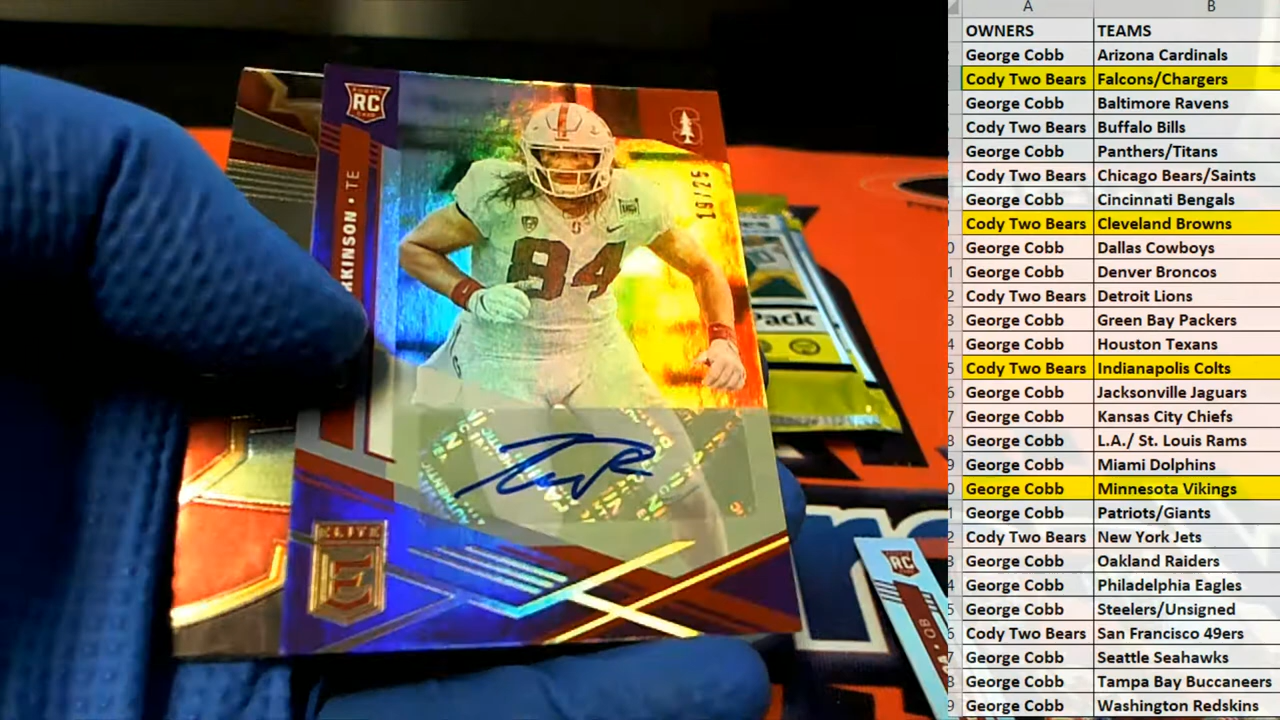 RC
RKINSON • TE
19/25
84
ELITE
E
Pack
RC
QB
A B
OWNERS TEAMS
George Cobb Arizona Cardinals
Cody Two Bears Falcons/Chargers
George Cobb Baltimore Ravens
Cody Two Bears Buffalo Bills
George Cobb Panthers/Titans
Cody Two Bears Chicago Bears/Saints
George Cobb Cincinnati Bengals
Cody Two Bears Cleveland Browns
George Cobb Dallas Cowboys
George Cobb Denver Broncos
Cody Two Bears Detroit Lions
George Cobb Green Bay Packers
George Cobb Houston Texans
Cody Two Bears Indianapolis Colts
George Cobb Jacksonville Jaguars
George Cobb Kansas City Chiefs
George Cobb L.A./ St. Louis Rams
George Cobb Miami Dolphins
George Cobb Minnesota Vikings
George Cobb Patriots/Giants
Cody Two Bears New York Jets
George Cobb Oakland Raiders
George Cobb Philadelphia Eagles
George Cobb Steelers/Unsigned
Cody Two Bears San Francisco 49ers
George Cobb Seattle Seahawks
George Cobb Tampa Bay Buccaneers
George Cobb Washington Redskins